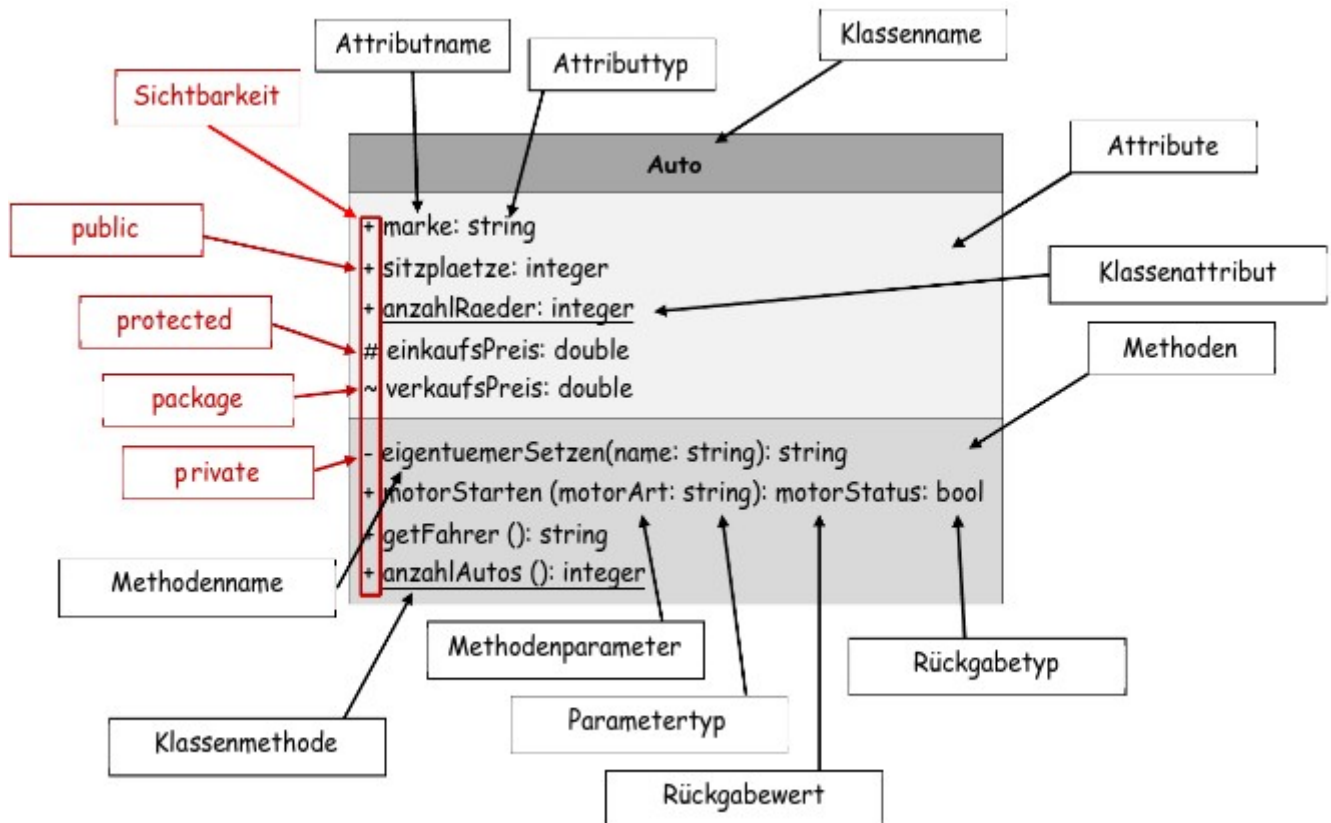 Attributname
Klassenname
Attributtyp
Sichtbarkeit
Attribute
Auto
public
+ marke: string
+ sitzplaetze: integer
Klassenattribut
+ anzahlRaeder: integer
protected
# einkaufsPreis: double
Methoden
package
~ verkaufsPreis: double
private
- eigentuemerSetzen(name: string): string
+ motorStarten (motorArt: string): motorStatus: bool
+ getFahrer (): string
Methodenname
+ anzahlAutos (): integer
Methodenparameter
Rückgabetyp
Parametertyp
Klassenmethode
Rückgabewert